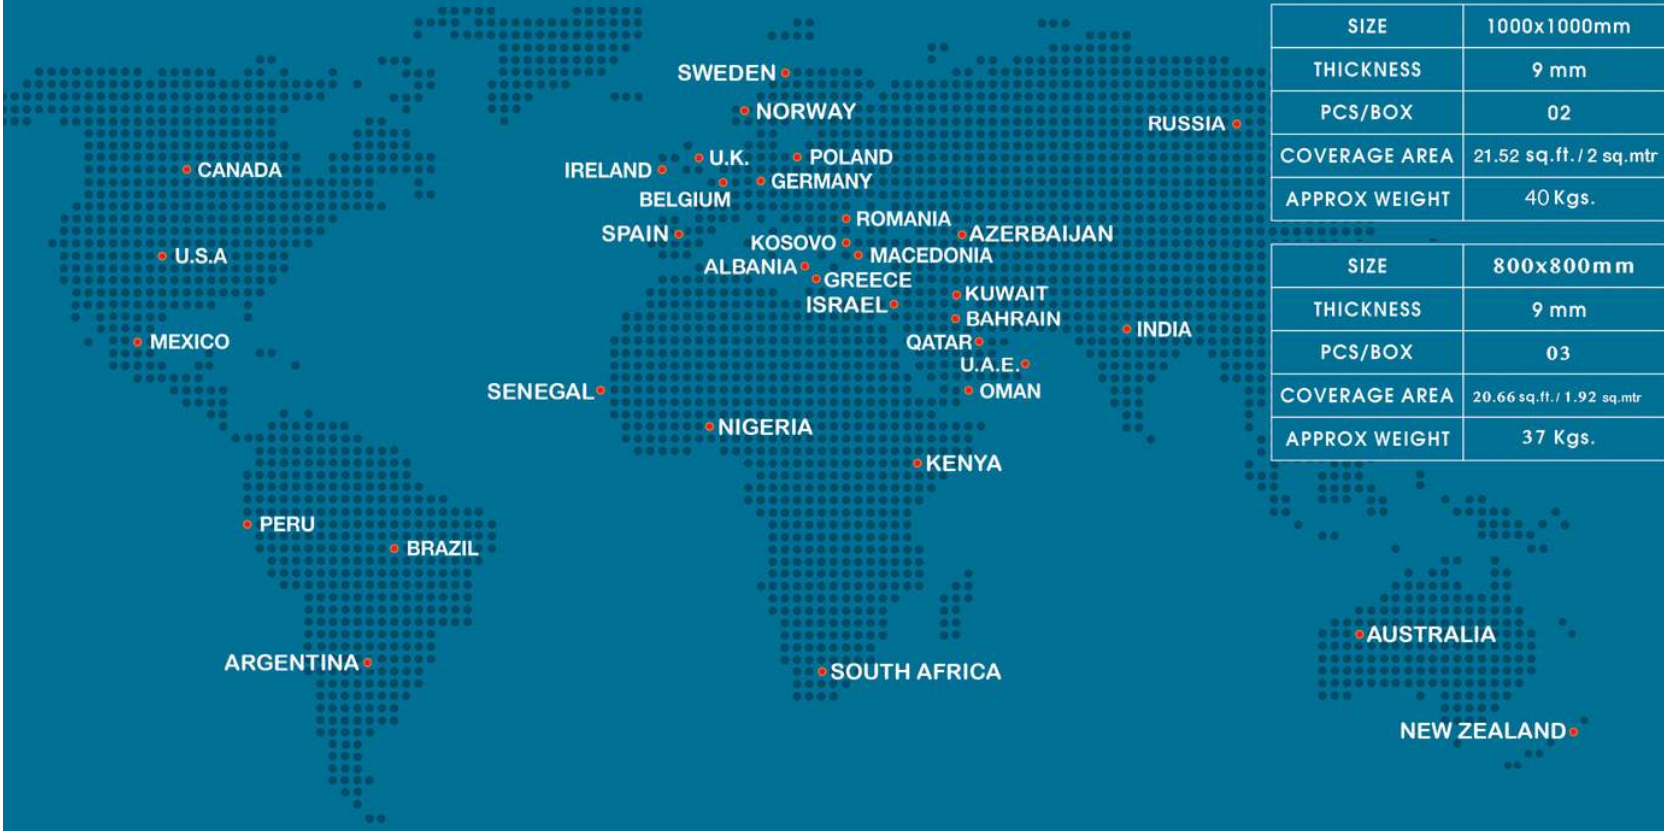 SIZE 1000x1000mm
THICKNESS 9 mm
PCS/BOX 02
COVERAGE AREA 21.52 sq.ft./ 2 sq.mtr
APPROX WEIGHT 40 Kgs.
SIZE 800x800mm
THICKNESS 9 mm
PCS/BOX 03
COVERAGE AREA 20.66 sq.ft./ 1.92 sq.mtr
APPROX WEIGHT 37 Kgs.
SWEDEN
NORWAY
RUSSIA
CANADA
IRELAND
U.K.
POLAND
BELGIUM
GERMANY
ROMANIA
SPAIN
KOSOVO
AZERBAIJAN
U.S.A
ALBANIA
MACEDONIA
GREECE
ISRAEL
KUWAIT
BAHRAIN
INDIA
MEXICO
QATAR
U.A.E.
SENEGAL
OMAN
NIGERIA
KENYA
PERU
BRAZIL
AUSTRALIA
ARGENTINA
SOUTH AFRICA
NEW ZEALAND